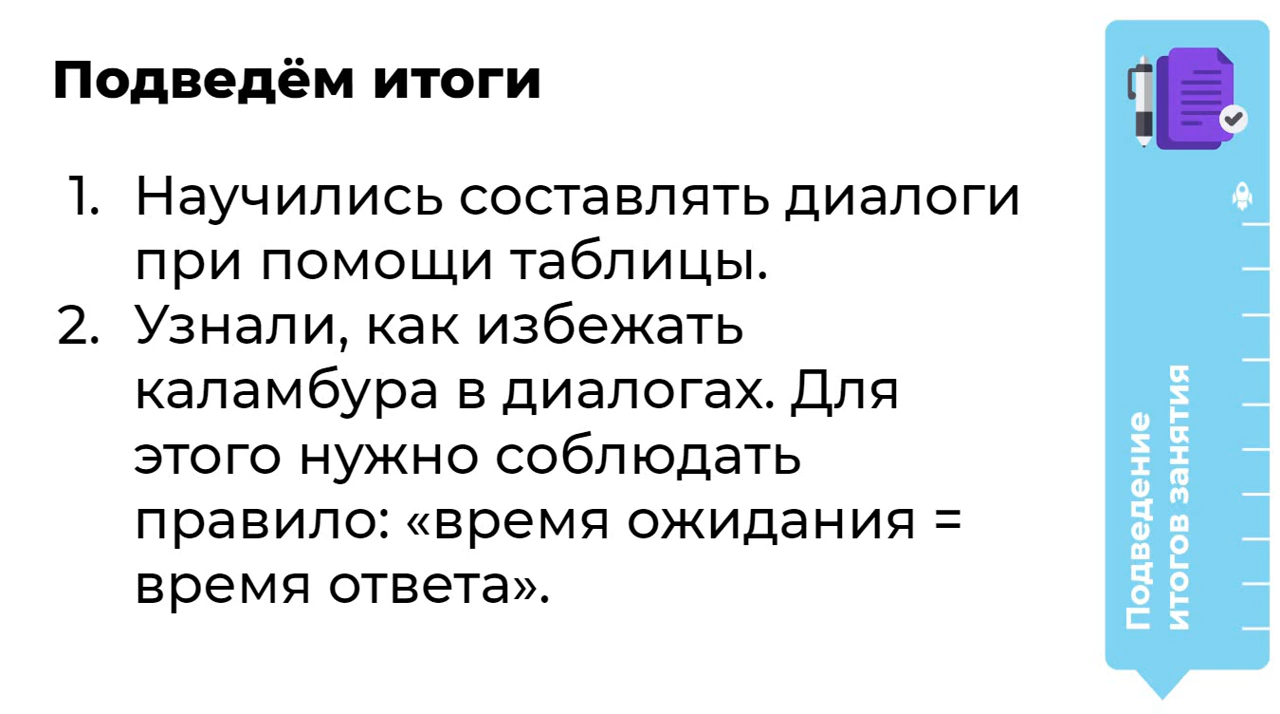 Подведём итоги
1. Научились составлять диалоги
при помощи таблицы.
2. Узнали, как избежать
каламбура в диалогах. Для
этого нужно соблюдать
правило: «время ожидания =
время ответа».
Подведение
итогов занятия